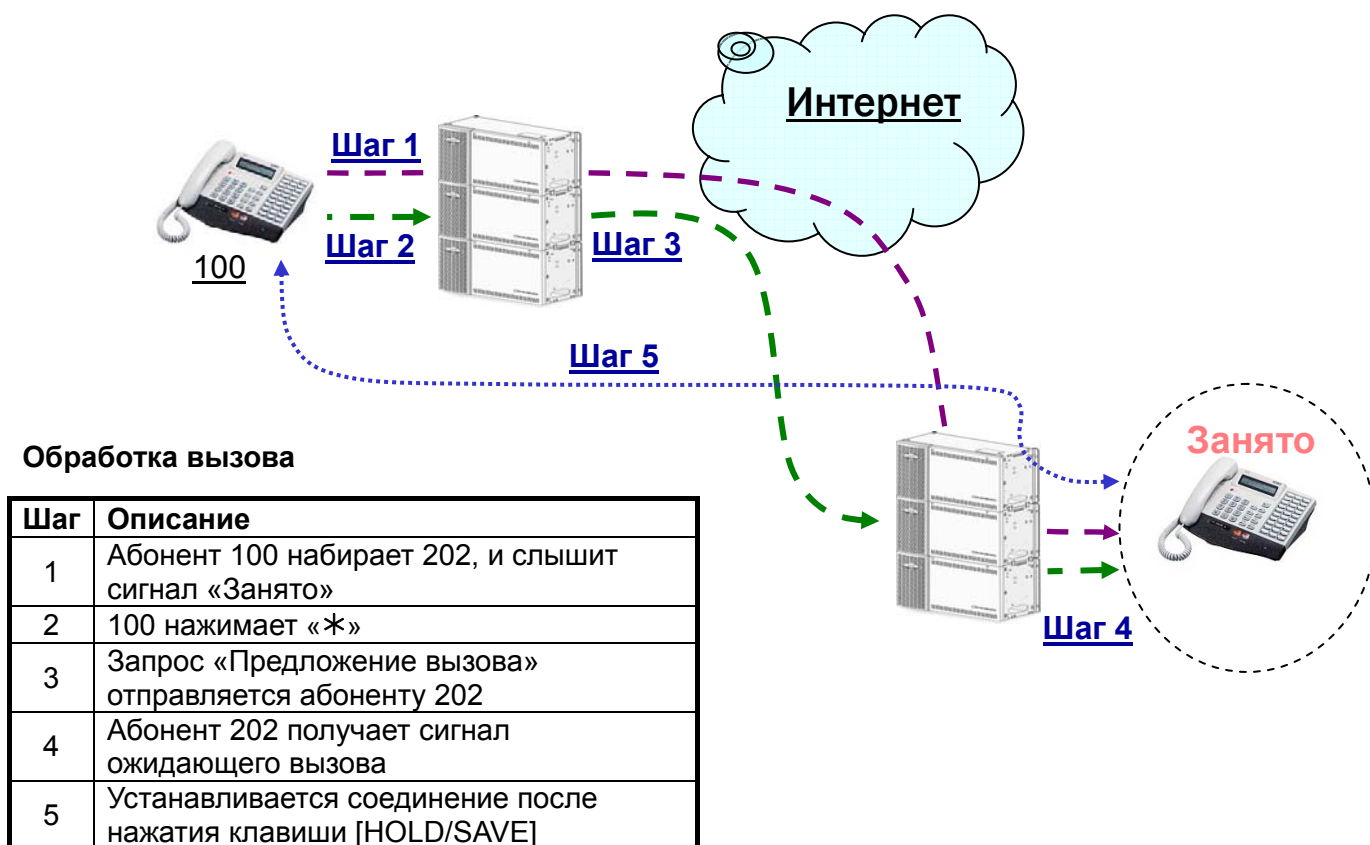 Интернет
Шаг 1
Шаг 2
Шаг 3
100
Шаг 5
Занято
Шаг 4
Обработка вызова
Шаг Описание
1 Абонент 100 набирает 202, и слышит
сигнал «Занято»
2 100 нажимает «*»
3 Запрос «Предложение вызова»
отправляется абоненту 202
4 Абонент 202 получает сигнал
ожидающего вызова
5 Устанавливается соединение после
нажатия клавиши [HOLD/SAVE]